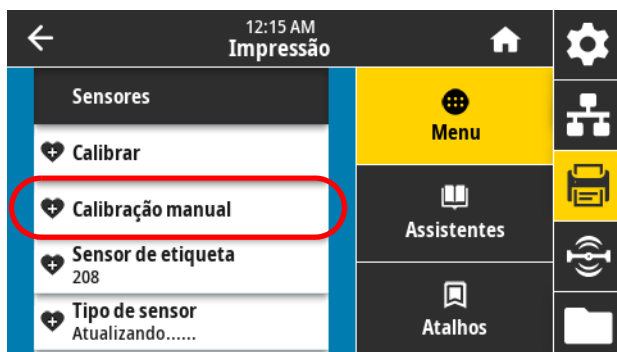 12:15 AM
Impressão
Sensores
Calibrar
Calibração manual
Sensor de etiqueta
208
Tipo de sensor
Atualizando......
Menu
Assistentes
Atalhos